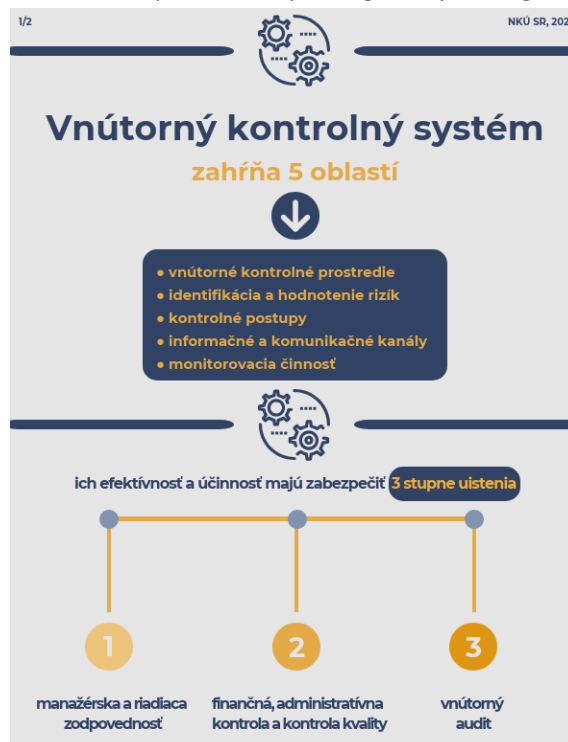 1/2
NKÚ SR, 202
Vnútorný kontrolný systém
zahŕňa 5 oblastí
• vnútorné kontrolné prostredie
• identifikácia a hodnotenie rizík
• kontrolné postupy
• informačné a komunikačné kanály
• monitorovacia činnosť
ich efektívnosť a účinnosť majú zabezpečiť 3 stupne uistenia
1
2
3
manažérska a riadiaca
zodpovednosť
finančná, administratívna
kontrola a kontrola kvality
vnútorný
audit